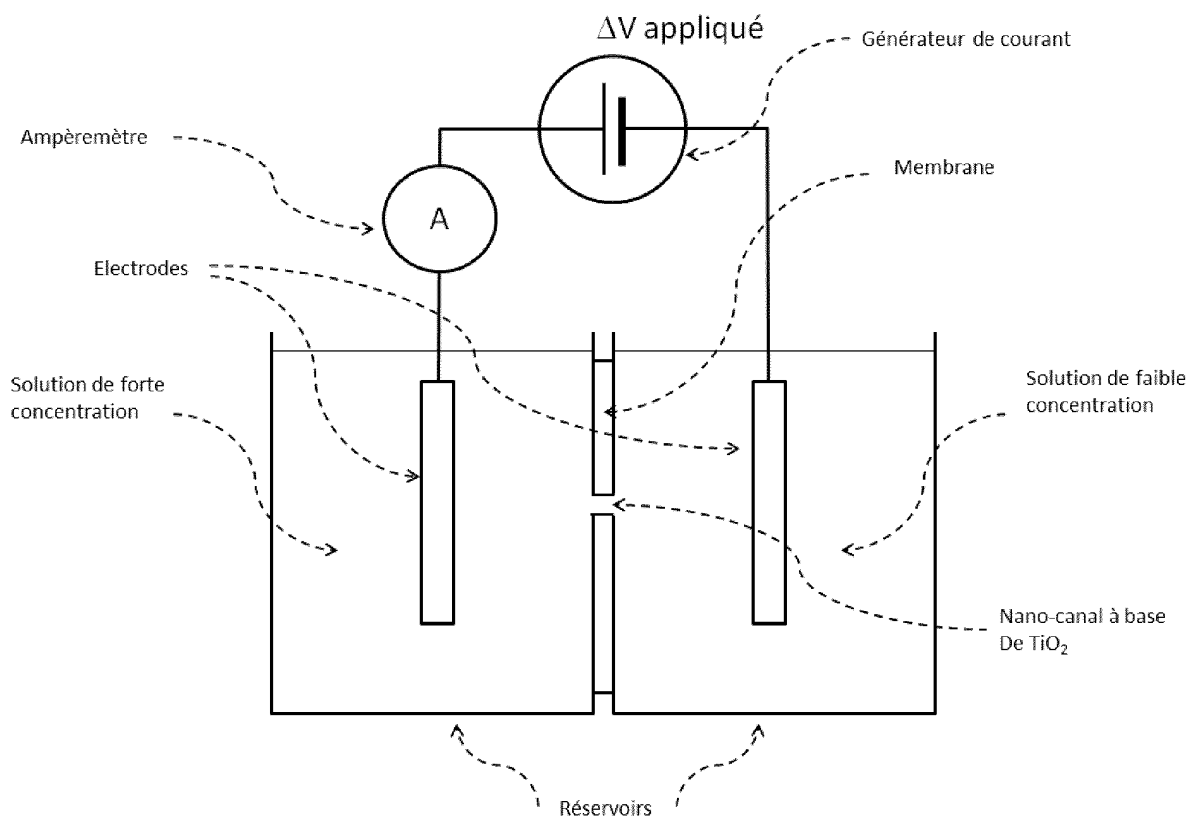 ΔV appliqué
Générateur de courant
Ampèremètre
Membrane
A
Electrodes
Solution de forte
concentration
Solution de faible
concentration
Nano-canal à base
De TiO₂
Réservoirs